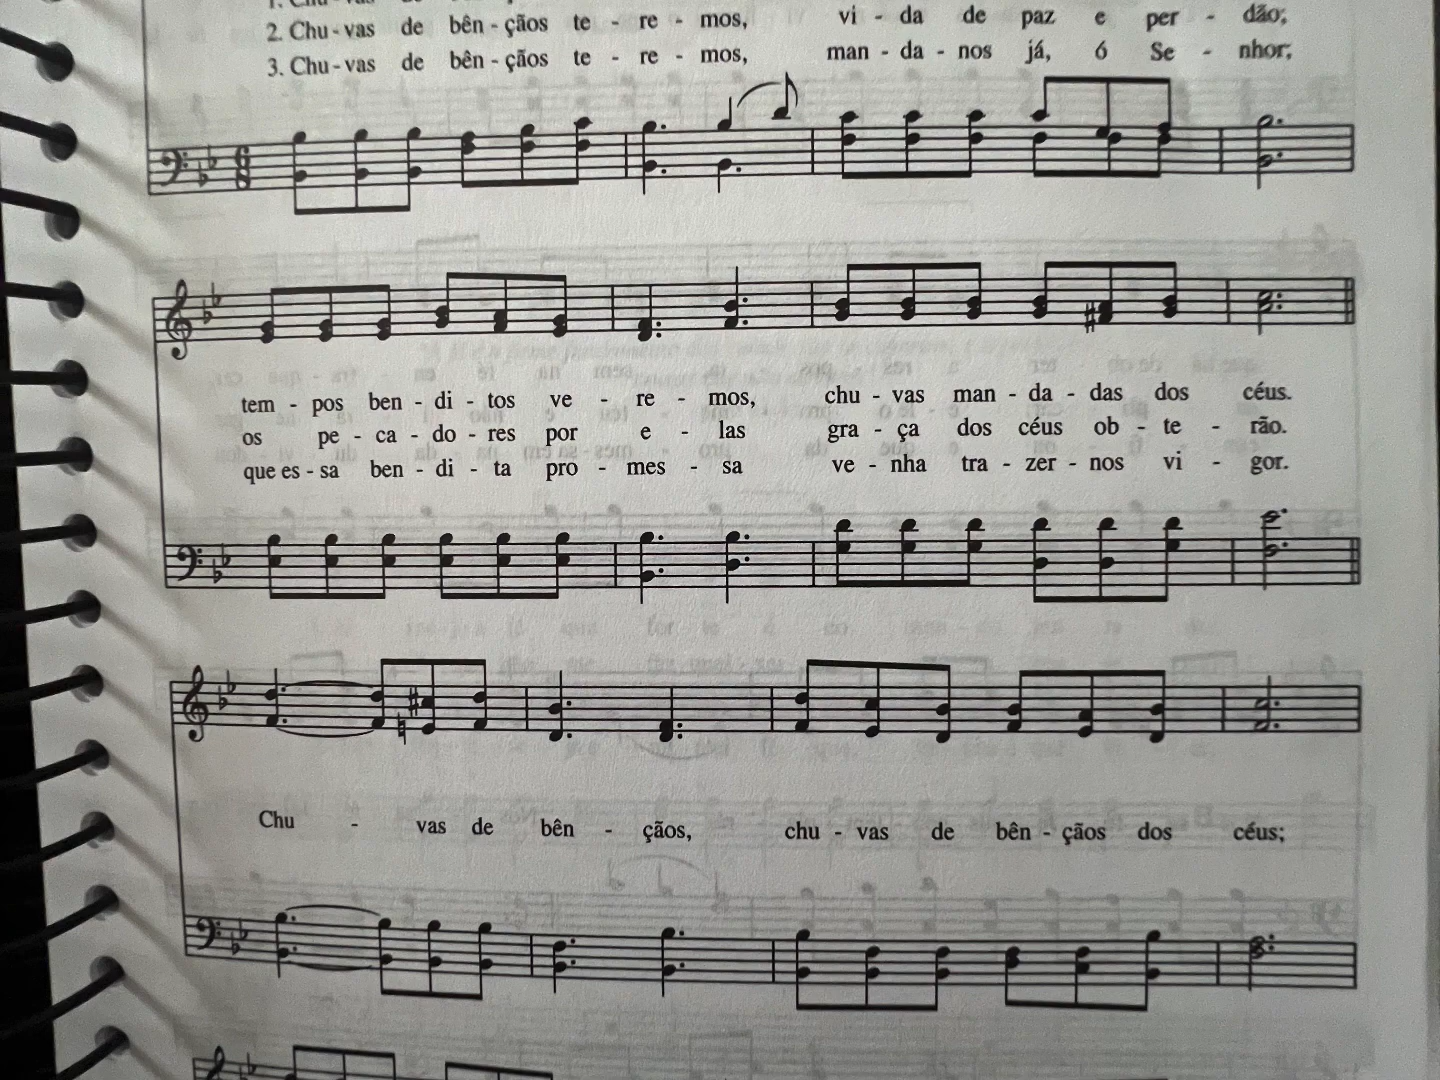 2. Chu - vas de bên - çãos te - re - mos, vi - da de paz e per - dão;
3. Chu - vas de bên - çãos te - re - mos, man - da - nos já, ó Se - nhor;
tem - pos ben - di - tos ve - re - mos, chu - vas man - da - das dos céus.
os pe - ca - do - res por e - las gra - ça dos céus ob - te - rão.
que es - sa ben - di - ta pro - mes - sa ve - nha tra - zer - nos vi - gor.
Chu - vas de bên - çãos, chu - vas de bên - çãos dos céus;